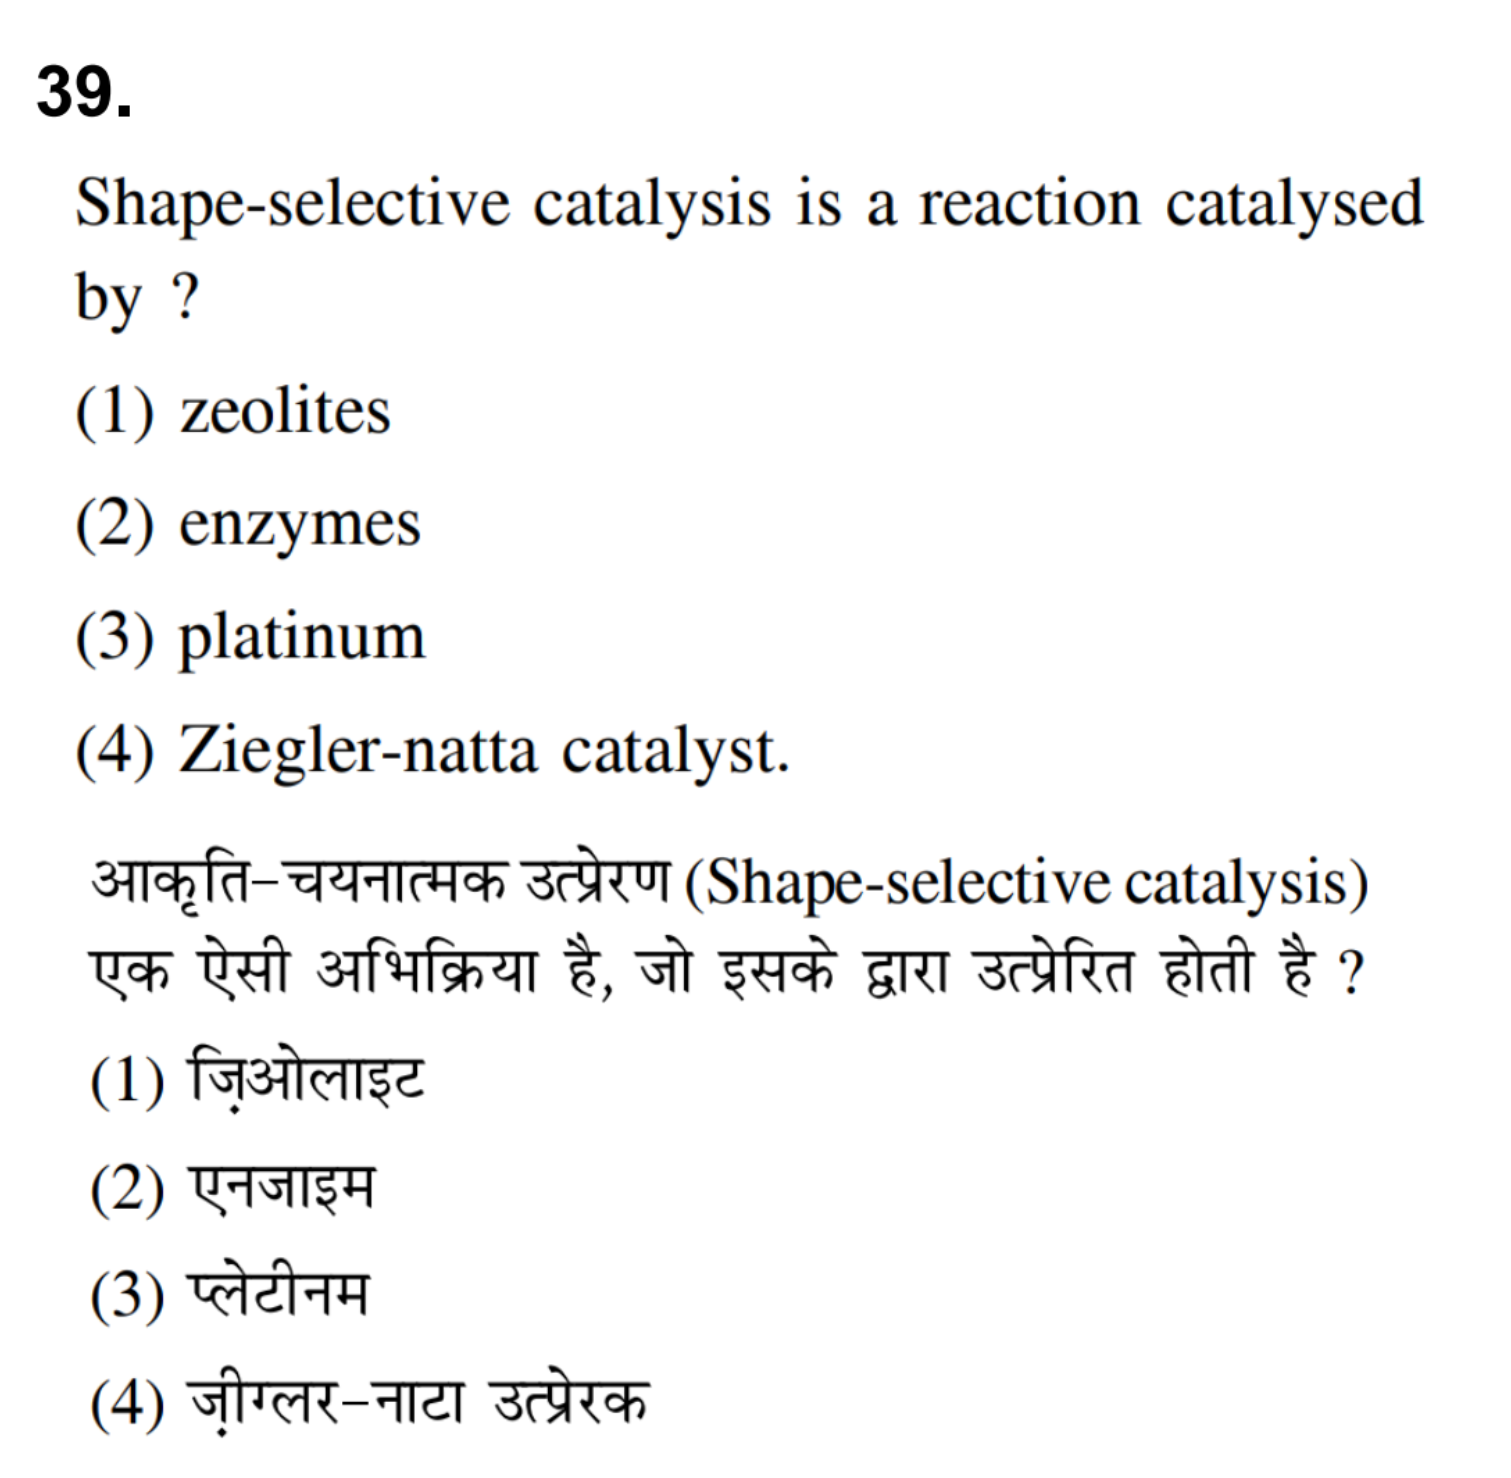 39.
Shape-selective catalysis is a reaction catalysed
by ?
(1) zeolites
(2) enzymes
(3) platinum
(4) Ziegler-natta catalyst.
आकृति-चयनात्मक उत्प्रेरण (Shape-selective catalysis)
एक ऐसी अभिक्रिया है, जो इसके द्वारा उत्प्रेरित होती है ?
(1) ज़िओलाइट
(2) एनजाइम
(3) प्लेटीनम
(4) ज़ीग्लर-नाटा उत्प्रेरक